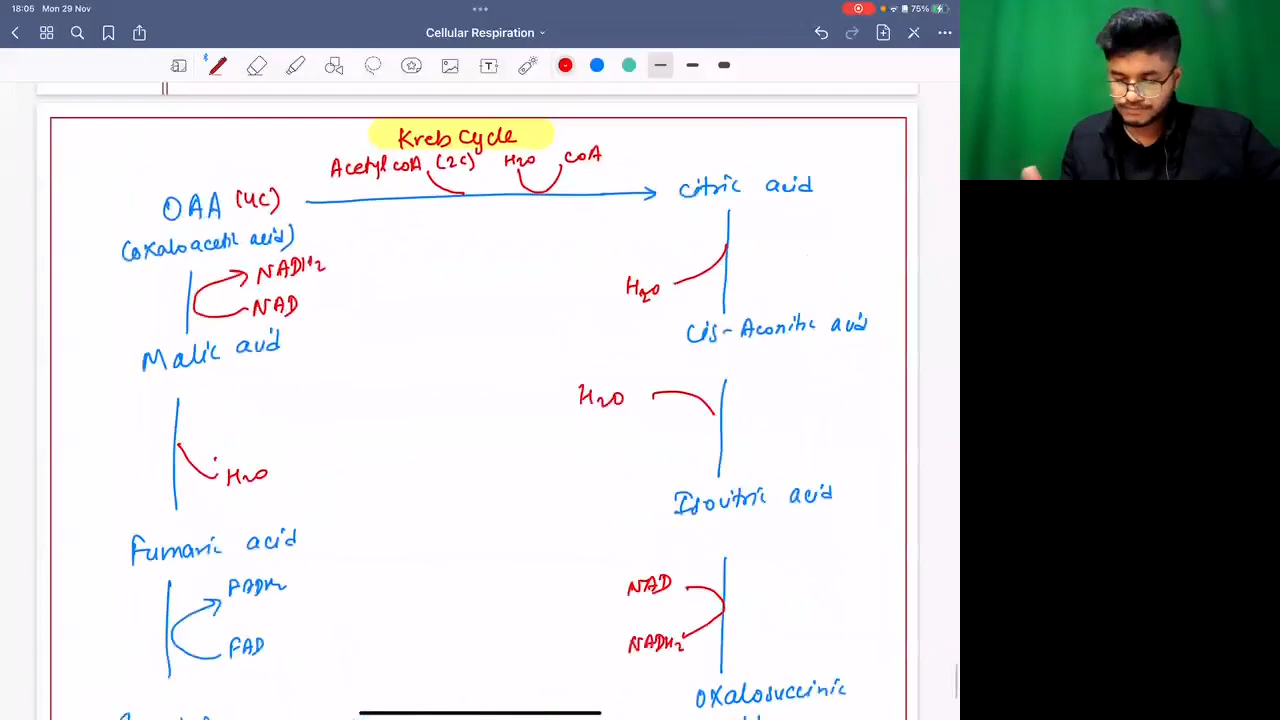 18:05 Mon 29 Nov
75%
Cellular Respiration
Kreb Cycle
Acetyl coA (2C) H2O CoA
OAA (4C)
Citric acid
(oxaloacetic acid)
NADH2
NAD
H2O
Malic acid
Cis-Aconitic acid
H2O
H2O
Isocitric acid
Fumaric acid
FADH2
FAD
NAD
NADH2
Oxalosuccinic